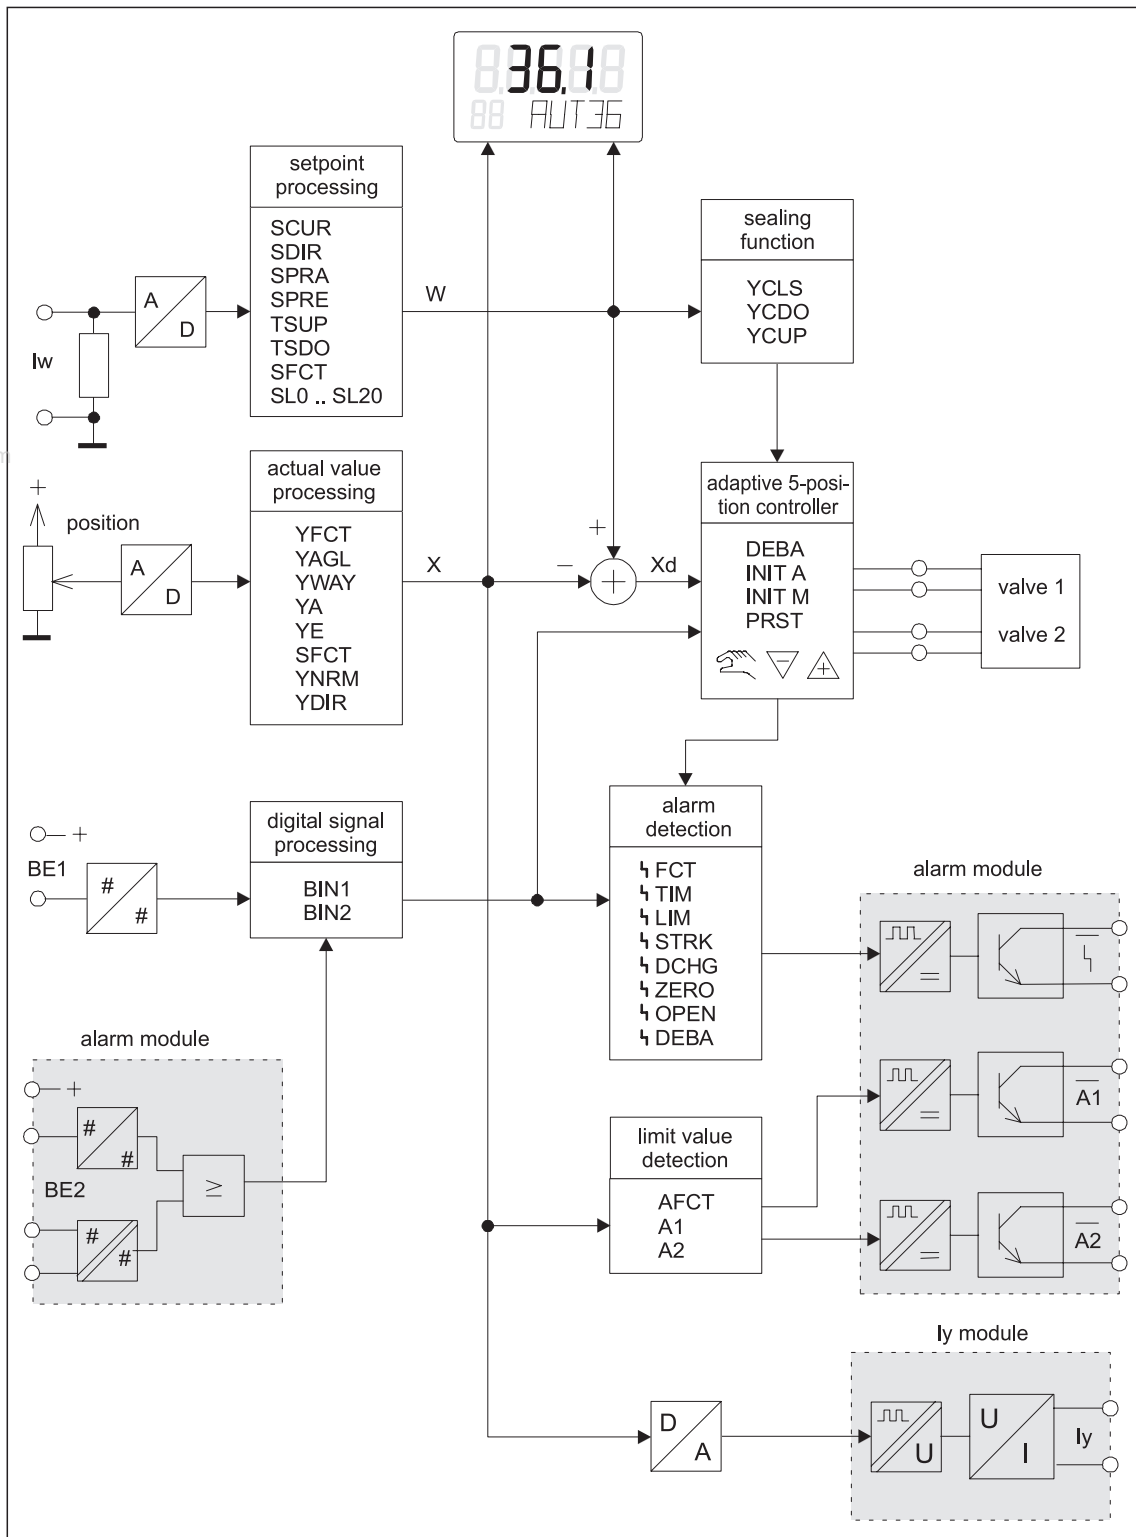 36.1
AUT36
setpoint
processing
SCUR
SDIR
SPRA
SPRE
TSUP
TSDO
SFCT
SL0 .. SL20
sealing
function
YCLS
YCDO
YCUP
A
D
W
Iw
actual value
processing
YFCT
YAGL
YWAY
YA
YE
SFCT
YNRM
YDIR
+
position
A
D
X
−
+
+
Xd
adaptive 5-posi-
tion controller
DEBA
INIT A
INIT M
PRST
−
+
valve 1
valve 2
digital signal
processing
BIN1
BIN2
+
BE1
#
#
alarm
detection
FCT
TIM
LIM
STRK
DCHG
ZERO
OPEN
DEBA
alarm module
=
=
A1
=
A2
alarm module
+
#
#
BE2
#
#
≥
limit value
detection
AFCT
A1
A2
Iy module
D
A
U
U
I
Iy